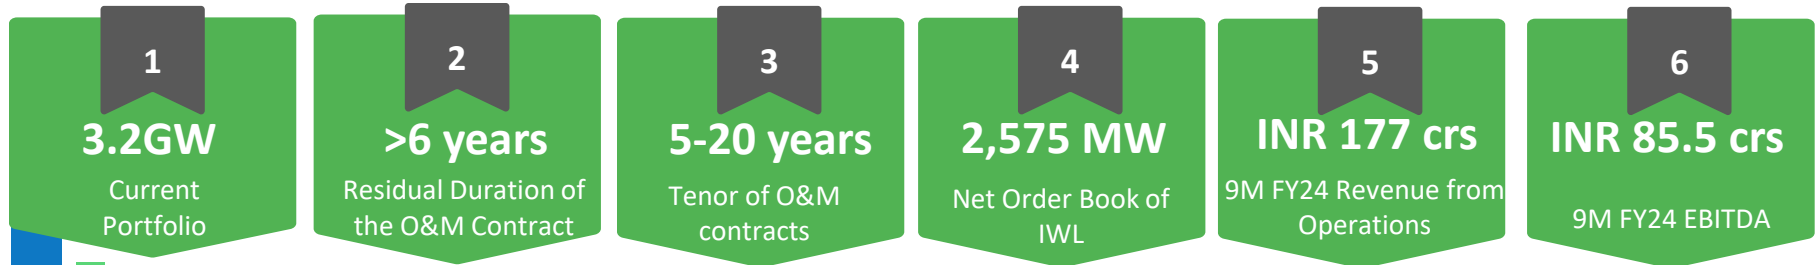 1
3.2GW
Current
Portfolio
2
>6 years
Residual Duration of
the O&M Contract
3
5-20 years
Tenor of O&M
contracts
4
2,575 MW
Net Order Book of
IWL
5
INR 177 crs
9M FY24 Revenue from
Operations
6
INR 85.5 crs
9M FY24 EBITDA